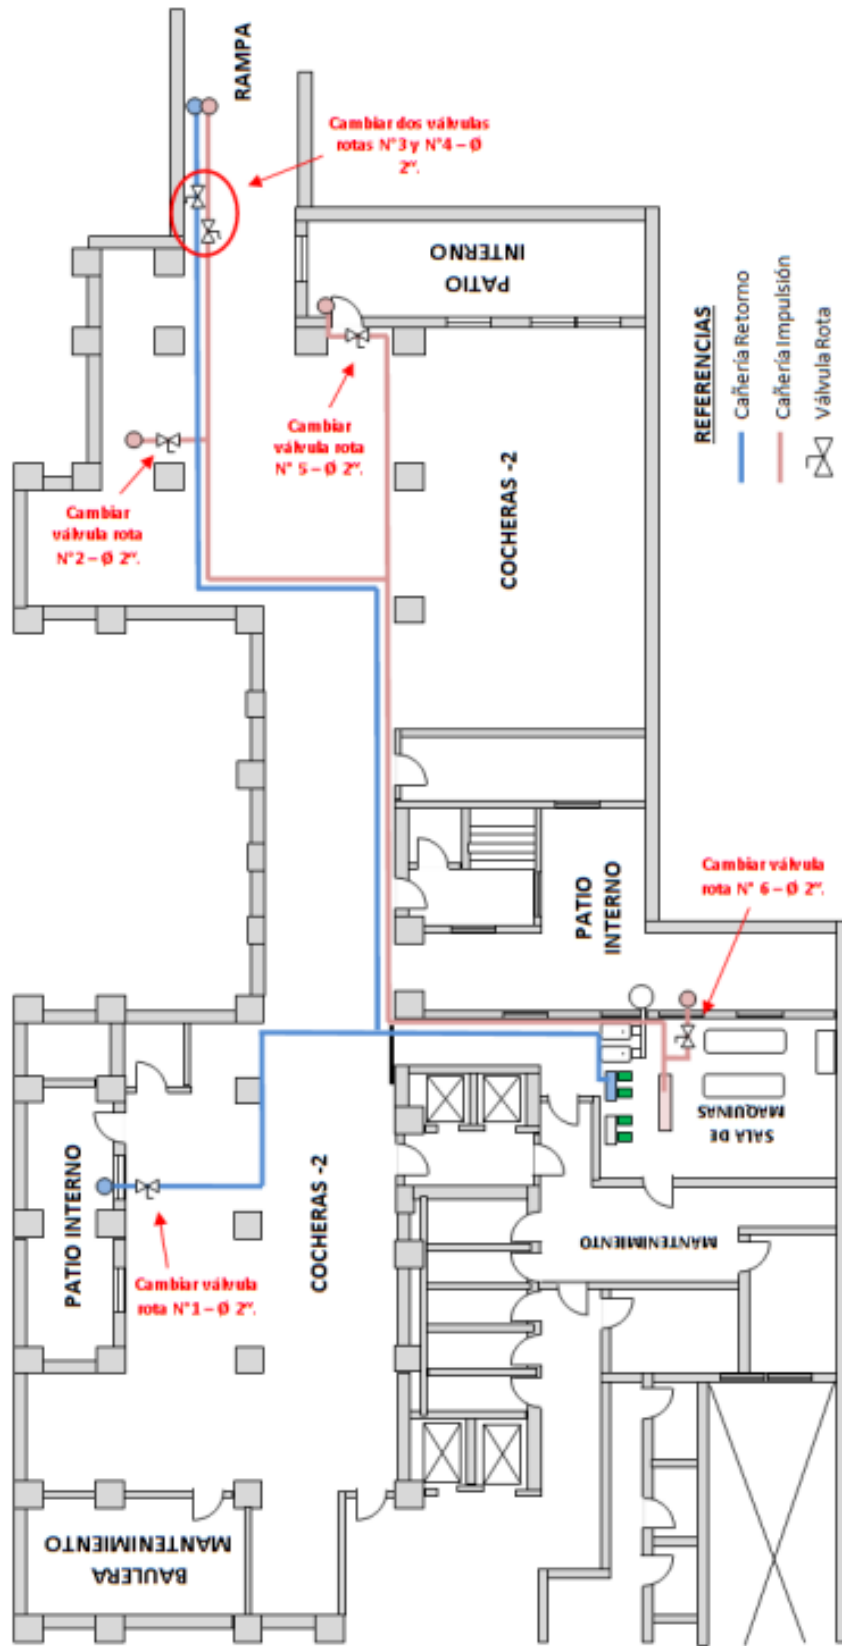 RAMPA
Cambiar dos válvulas
rotas N°3 y N°4 – Ø
2".
PATIO
INTERNO
Cambiar
válvula rota
N° 5 – Ø 2".
Cambiar
válvula rota
N°2 – Ø 2".
COCHERAS -2
REFERENCIAS
Cañería Retorno
Cañería Impulsión
Válvula Rota
Cambiar válvula
rota N° 6 – Ø 2".
PATIO
INTERNO
SALA DE
MAQUINAS
PATIO INTERNO
Cambiar válvula
rota N°1 – Ø 2".
COCHERAS -2
MANTENIMIENTO
BAULERA
MANTENIMIENTO